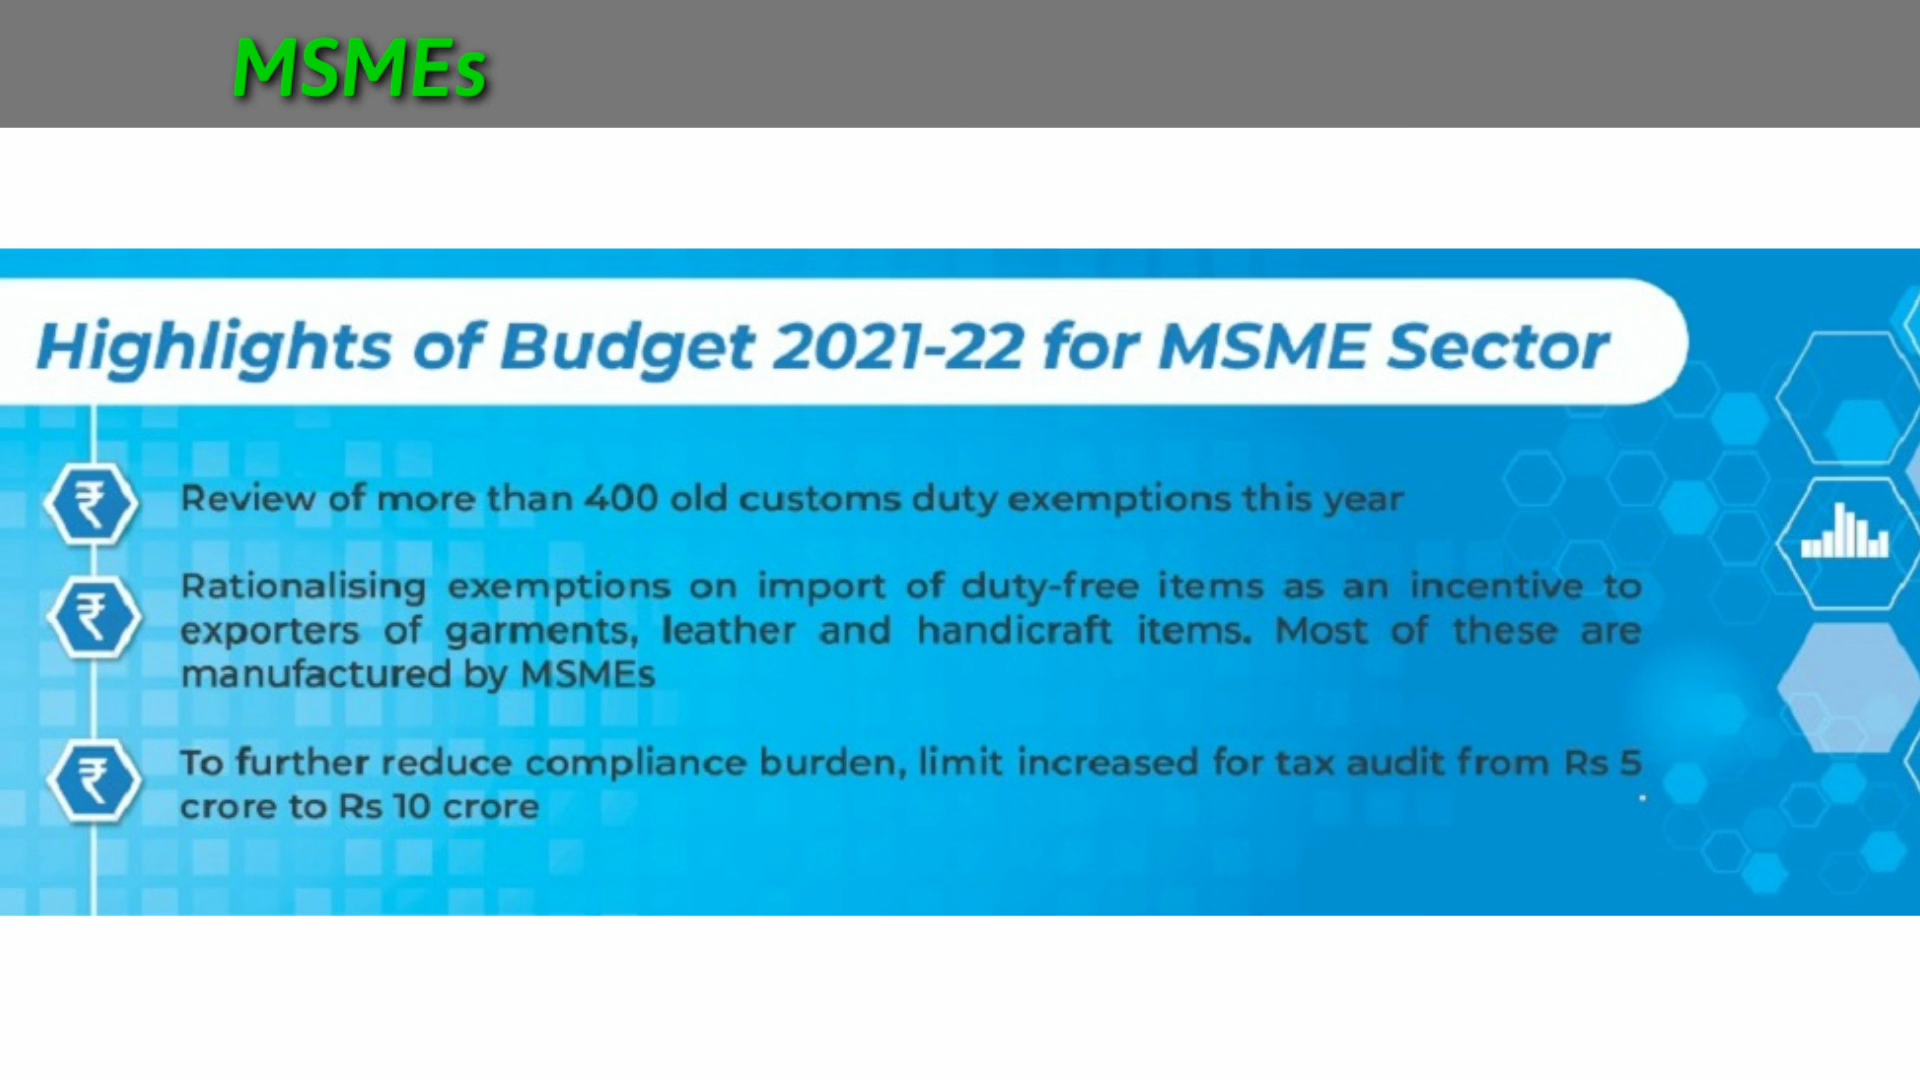 MSMEs
Highlights of Budget 2021-22 for MSME Sector
Review of more than 400 old customs duty exemptions this year
Rationalising exemptions on import of duty-free items as an incentive to
exporters of garments, leather and handicraft items. Most of these are
manufactured by MSMEs
To further reduce compliance burden, limit increased for tax audit from Rs 5
crore to Rs 10 crore